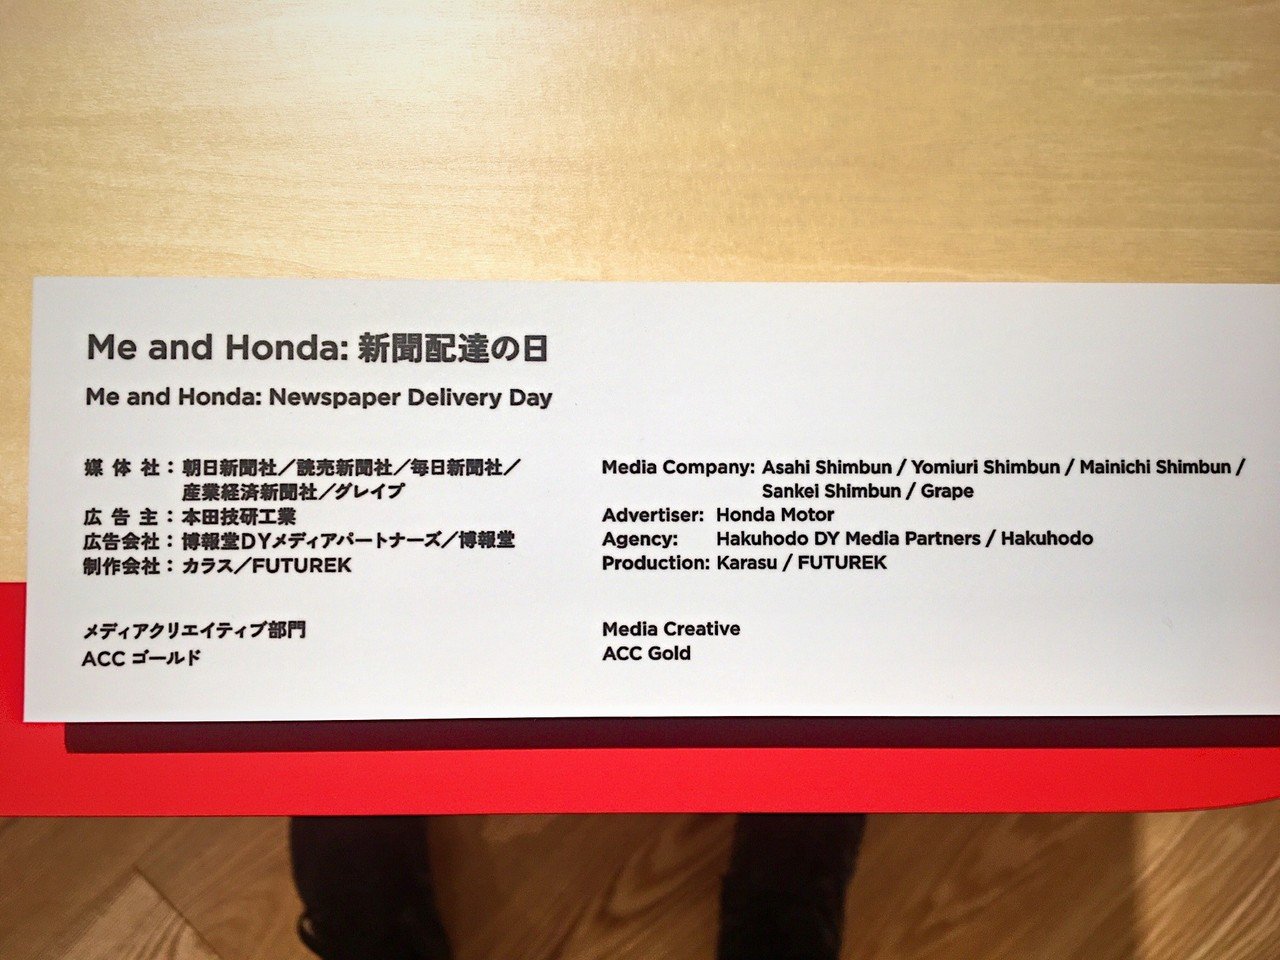 Me and Honda: 新聞配達の日
Me and Honda: Newspaper Delivery Day
媒体社：朝日新聞社／読売新聞社／毎日新聞社／
産業経済新聞社／グレイプ
広告主：本田技研工業
広告会社：博報堂DYメディアパートナーズ／博報堂
制作会社：カラス／FUTUREK
メディアクリエイティブ部門
ACC ゴールド
Media Company: Asahi Shimbun / Yomiuri Shimbun / Mainichi Shimbun /
Sankei Shimbun / Grape
Advertiser: Honda Motor
Agency: Hakuhodo DY Media Partners / Hakuhodo
Production: Karasu / FUTUREK
Media Creative
ACC Gold